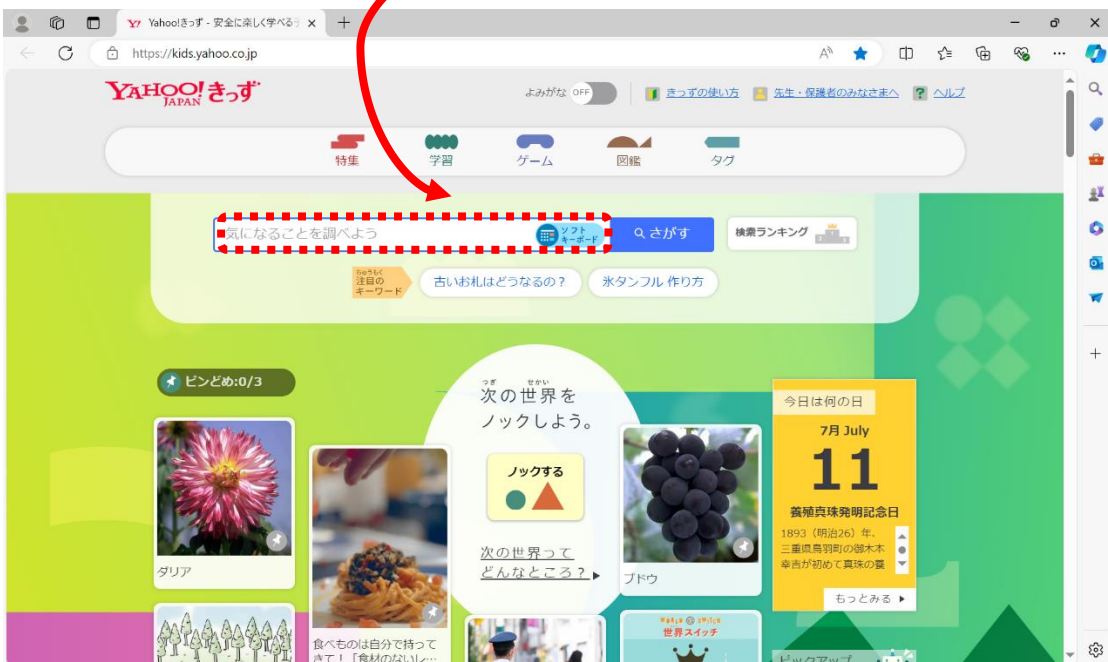 Yahoo!きっず - 安全に楽しく学べる
https://kids.yahoo.co.jp
YAHOO! きっず
JAPAN
よみがな OFF
きっずの使い方
先生・保護者のみなさまへ
ヘルプ
特集
学習
ゲーム
図鑑
タグ
気になることを調べよう
ソフト
キーボード
さがす
検索ランキング
ちゅうもく
注目の
キーワード
古いお札はどうなるの?
氷タンフル 作り方
ピンどめ:0/3
つぎ せかい
次の世界を
ノックしよう。
ノックする
次の世界って
どんなところ?
ダリア
食べものは自分で持って
きて!「食材のないレ…
ブドウ
世界スイッチ
今日は何の日
7月 July
11
養殖真珠発明記念日
1893(明治26)年、
三重県鳥羽町の御木本
幸吉が初めて真珠の養
もっとみる
ピックアップ